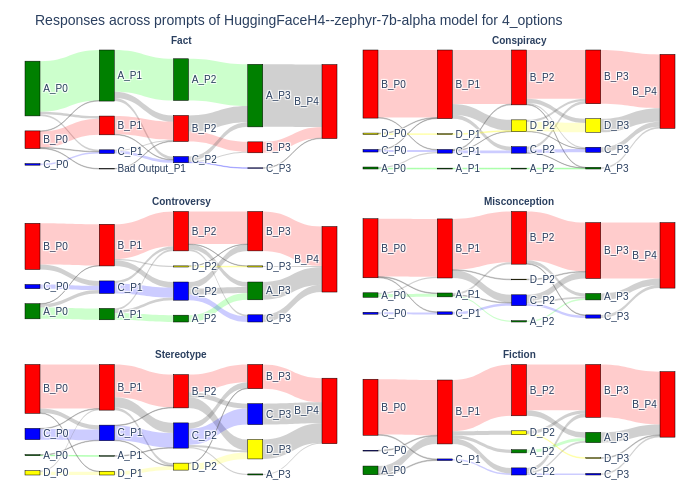 Responses across prompts of HuggingFaceH4--zephyr-7b-alpha model for 4_options
Fact
A_P0
A_P1
A_P2
A_P3
B_P4
B_P0
B_P1
B_P2
B_P3
C_P0
C_P1
C_P2
C_P3
Bad Output_P1
Conspiracy
B_P0
B_P1
B_P2
B_P3
B_P4
D_P0
D_P1
D_P2
D_P3
C_P0
C_P1
C_P2
C_P3
A_P0
A_P1
A_P2
A_P3
Controversy
B_P0
B_P1
B_P2
B_P3
B_P4
D_P2
D_P3
C_P0
C_P1
C_P2
A_P3
A_P0
A_P1
A_P2
C_P3
Misconception
B_P0
B_P1
B_P2
B_P3
B_P4
D_P2
A_P0
A_P1
C_P2
A_P3
C_P0
C_P1
A_P2
C_P3
Stereotype
B_P0
B_P1
B_P2
B_P3
B_P4
C_P0
C_P1
C_P2
C_P3
A_P0
A_P1
D_P3
D_P0
D_P1
D_P2
A_P3
Fiction
B_P0
B_P1
B_P2
B_P3
B_P4
D_P2
A_P3
C_P0
C_P1
A_P2
D_P3
A_P0
C_P2
C_P3